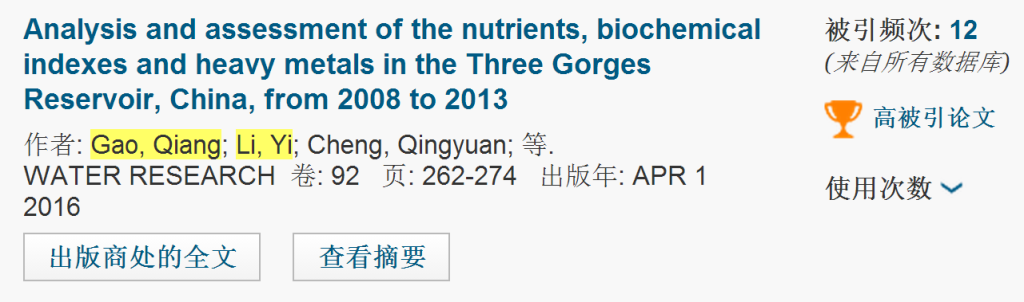 Analysis and assessment of the nutrients, biochemical
indexes and heavy metals in the Three Gorges
Reservoir, China, from 2008 to 2013
作者: Gao, Qiang; Li, Yi; Cheng, Qingyuan; 等.
WATER RESEARCH 卷: 92 页: 262-274 出版年: APR 1
2016
出版商处的全文 查看摘要
被引频次: 12
(来自所有数据库)
高被引论文
使用次数